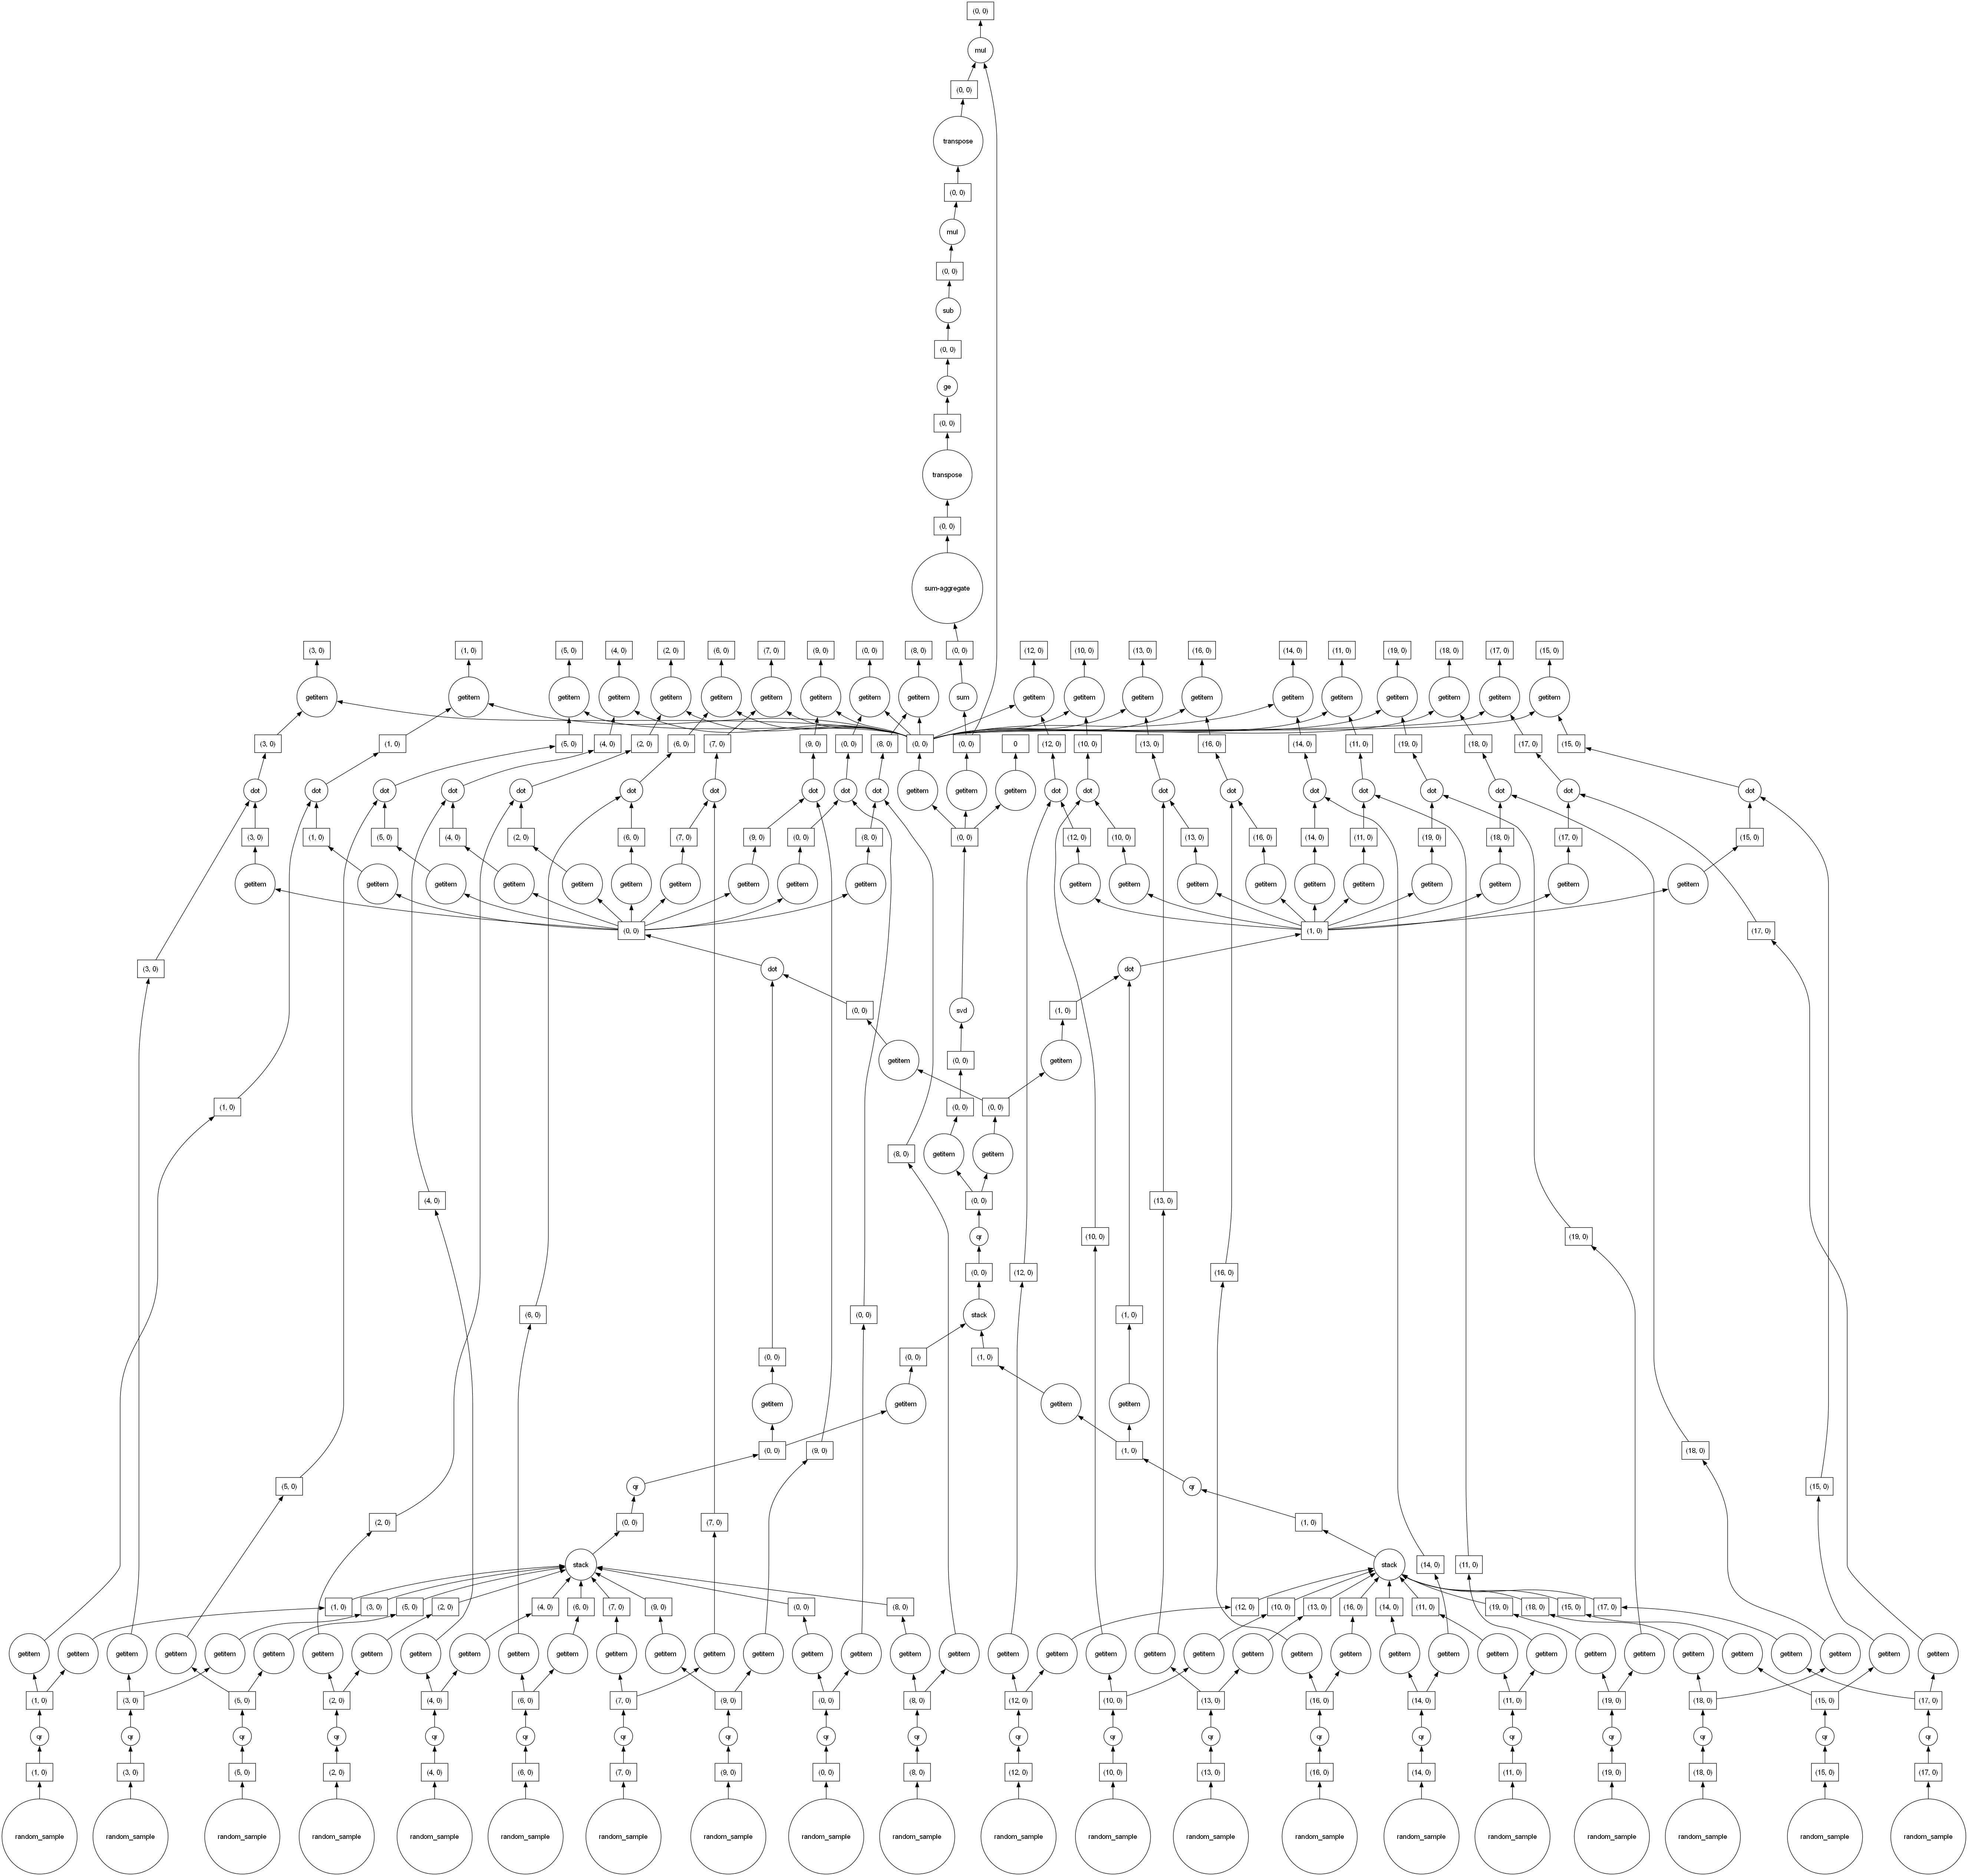 (0, 0)
mul
(0, 0)
transpose
(0, 0)
mul
(0, 0)
sub
(0, 0)
ge
(0, 0)
transpose
(0, 0)
sum-aggregate
(3, 0) (1, 0) (5, 0) (4, 0) (2, 0) (6, 0) (7, 0) (9, 0) (0, 0) (8, 0) (0, 0) (12, 0) (10, 0) (13, 0) (16, 0) (14, 0) (11, 0) (19, 0) (18, 0) (17, 0) (15, 0)
getitem getitem getitem getitem getitem getitem getitem getitem getitem getitem sum getitem getitem getitem getitem getitem getitem getitem getitem getitem getitem
(3, 0) (1, 0) (5, 0) (4, 0) (2, 0) (6, 0) (7, 0) (9, 0) (0, 0) (8, 0) (0, 0) (0, 0) 0 (12, 0) (10, 0) (13, 0) (16, 0) (14, 0) (11, 0) (19, 0) (18, 0) (17, 0) (15, 0)
dot dot dot dot dot dot dot dot dot dot getitem getitem getitem dot dot dot dot dot dot dot dot dot dot
(3, 0) (1, 0) (5, 0) (4, 0) (2, 0) (6, 0) (7, 0) (9, 0) (0, 0) (8, 0) (0, 0) (12, 0) (10, 0) (13, 0) (16, 0) (14, 0) (11, 0) (19, 0) (18, 0) (17, 0) (15, 0)
getitem getitem getitem getitem getitem getitem getitem getitem getitem getitem getitem getitem getitem getitem getitem getitem getitem getitem getitem getitem
(0, 0) (1, 0) (17, 0)
(3, 0) dot dot
(0, 0) svd (1, 0)
getitem (0, 0) getitem
(1, 0) (0, 0) (0, 0)
(8, 0) getitem getitem
(4, 0) (0, 0) (13, 0)
qr (10, 0) (19, 0)
(0, 0) (12, 0) (16, 0)
(6, 0) (0, 0) stack (1, 0)
(0, 0) (0, 0) (1, 0)
getitem getitem getitem getitem
(0, 0) (9, 0) (1, 0) (18, 0)
(5, 0) qr qr (15, 0)
(2, 0) (0, 0) (7, 0) (1, 0)
stack stack (14, 0) (11, 0)
(1, 0) (3, 0) (5, 0) (2, 0) (4, 0) (6, 0) (7, 0) (9, 0) (0, 0) (8, 0) (12, 0) (10, 0) (13, 0) (16, 0) (14, 0) (11, 0) (19, 0) (18, 0) (15, 0) (17, 0)
getitem getitem getitem getitem getitem getitem getitem getitem getitem getitem getitem getitem getitem getitem getitem getitem getitem getitem getitem getitem getitem getitem getitem getitem getitem getitem getitem getitem getitem getitem getitem getitem getitem getitem getitem getitem getitem getitem getitem getitem
(1, 0) (3, 0) (5, 0) (2, 0) (4, 0) (6, 0) (7, 0) (9, 0) (0, 0) (8, 0) (12, 0) (10, 0) (13, 0) (16, 0) (14, 0) (11, 0) (19, 0) (18, 0) (15, 0) (17, 0)
qr qr qr qr qr qr qr qr qr qr qr qr qr qr qr qr qr qr qr qr
(1, 0) (3, 0) (5, 0) (2, 0) (4, 0) (6, 0) (7, 0) (9, 0) (0, 0) (8, 0) (12, 0) (10, 0) (13, 0) (16, 0) (14, 0) (11, 0) (19, 0) (18, 0) (15, 0) (17, 0)
random_sample random_sample random_sample random_sample random_sample random_sample random_sample random_sample random_sample random_sample random_sample random_sample random_sample random_sample random_sample random_sample random_sample random_sample random_sample random_sample